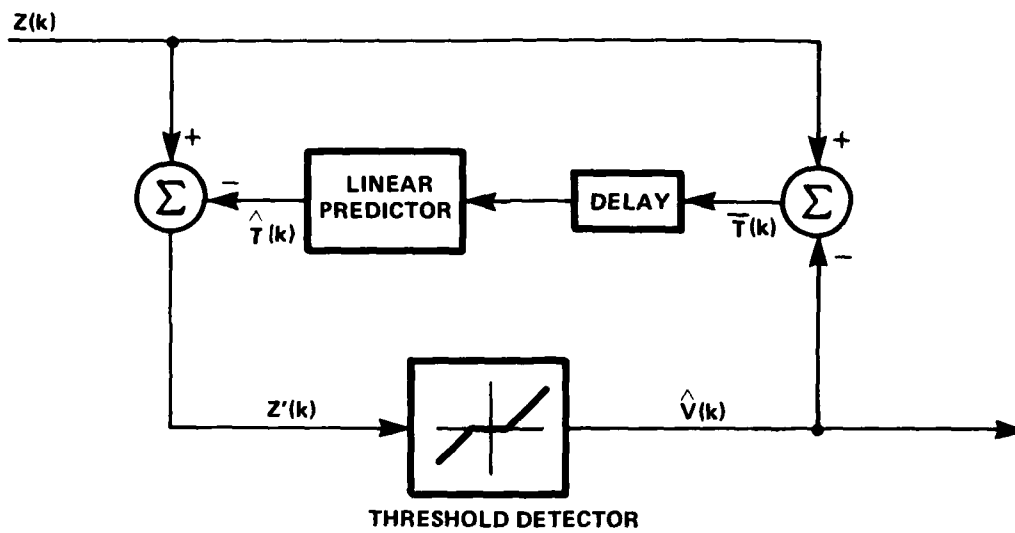 Z(k)
+
+
Σ
−
T̂(k)
LINEAR
PREDICTOR
DELAY
T̅(k)
Σ
−
Z'(k)
V̂(k)
THRESHOLD DETECTOR